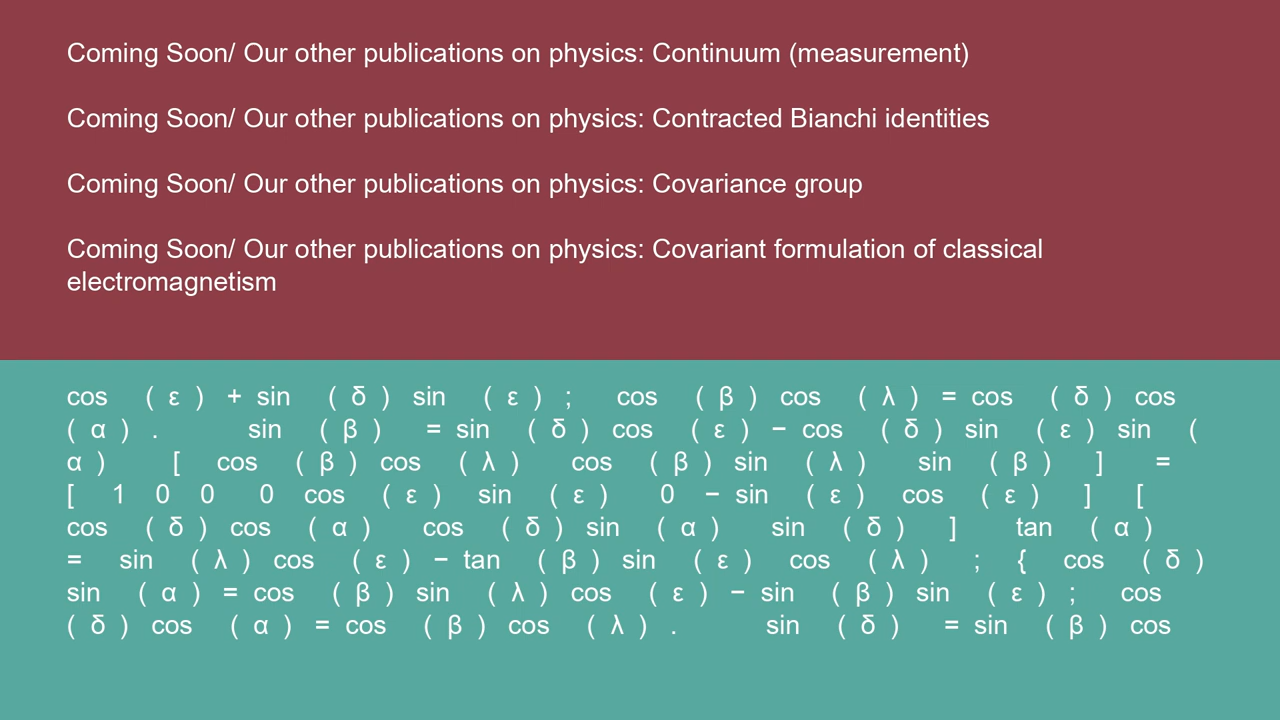 Coming Soon/ Our other publications on physics: Continuum (measurement)
Coming Soon/ Our other publications on physics: Contracted Bianchi identities
Coming Soon/ Our other publications on physics: Covariance group
Coming Soon/ Our other publications on physics: Covariant formulation of classical
electromagnetism
cos ( ε ) + sin ( δ ) sin ( ε ) ; cos ( β ) cos ( λ ) = cos ( δ ) cos
( α ) . sin ( β ) = sin ( δ ) cos ( ε ) − cos ( δ ) sin ( ε ) sin (
α ) [ cos ( β ) cos ( λ ) cos ( β ) sin ( λ ) sin ( β ) ] =
[ 1 0 0 0 cos ( ε ) sin ( ε ) 0 − sin ( ε ) cos ( ε ) ] [
cos ( δ ) cos ( α ) cos ( δ ) sin ( α ) sin ( δ ) ] tan ( α )
= sin ( λ ) cos ( ε ) − tan ( β ) sin ( ε ) cos ( λ ) ; { cos ( δ )
sin ( α ) = cos ( β ) sin ( λ ) cos ( ε ) − sin ( β ) sin ( ε ) ; cos
( δ ) cos ( α ) = cos ( β ) cos ( λ ) . sin ( δ ) = sin ( β ) cos